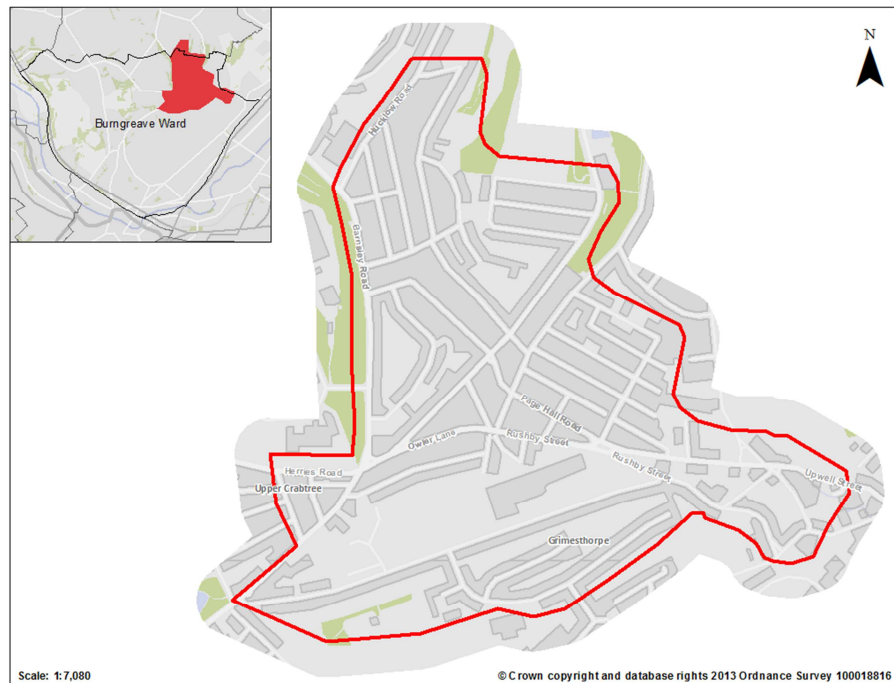 Burngreave Ward
N
Hucklow Road
Barnsley Road
Page Hall Road
Owler Lane
Rushby Street
Rushby Street
Upwell Street
Herries Road
Upper Crabtree
Grimesthorpe
Scale: 1:7,080
© Crown copyright and database rights 2013 Ordnance Survey 100018816